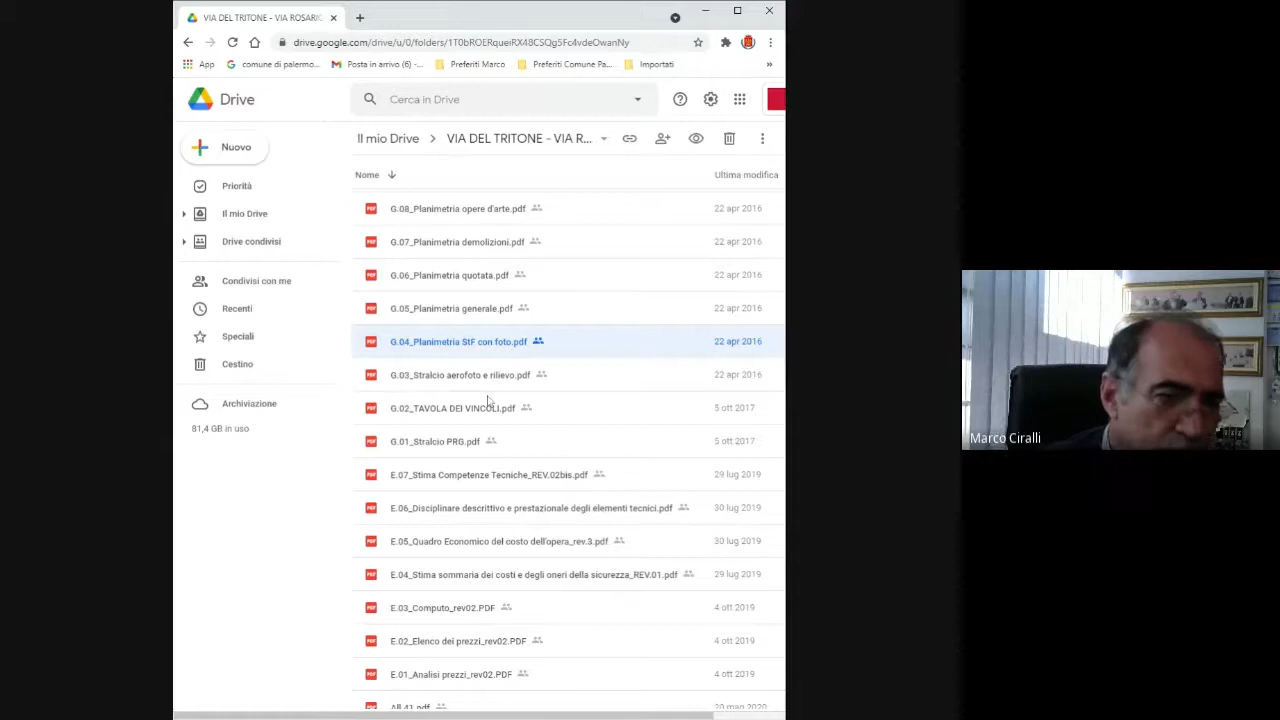 VIA DEL TRITONE - VIA ROSARIO
drive.google.com/drive/u/0/folders/1T0bROERqueiRX48CSQg5Fc4vdeOwanNy
App
comune di palermo...
Posta in arrivo (6) -...
Preferiti Marco
Preferiti Comune Pa...
Importati
Drive
Cerca in Drive
Nuovo
Il mio Drive
VIA DEL TRITONE - VIA R...
Nome
Ultima modifica
Priorità
Il mio Drive
Drive condivisi
Condivisi con me
Recenti
Speciali
Cestino
Archiviazione
81,4 GB in uso
G.08_Planimetria opere d'arte.pdf 22 apr 2016
G.07_Planimetria demolizioni.pdf 22 apr 2016
G.06_Planimetria quotata.pdf 22 apr 2016
G.05_Planimetria generale.pdf 22 apr 2016
G.04_Planimetria StF con foto.pdf 22 apr 2016
G.03_Stralcio aerofoto e rilievo.pdf 22 apr 2016
G.02_TAVOLA DEI VINCOLI.pdf 5 ott 2017
G.01_Stralcio PRG.pdf 5 ott 2017
E.07_Stima Competenze Tecniche_REV.02bis.pdf 29 lug 2019
E.06_Disciplinare descrittivo e prestazionale degli elementi tecnici.pdf 30 lug 2019
E.05_Quadro Economico del costo dell'opera_rev.3.pdf 30 lug 2019
E.04_Stima sommaria dei costi e degli oneri della sicurezza_REV.01.pdf 29 lug 2019
E.03_Computo_rev02.PDF 4 ott 2019
E.02_Elenco dei prezzi_rev02.PDF 4 ott 2019
E.01_Analisi prezzi_rev02.PDF 4 ott 2019
All.41.pdf 20 mag 2020
Marco Ciralli